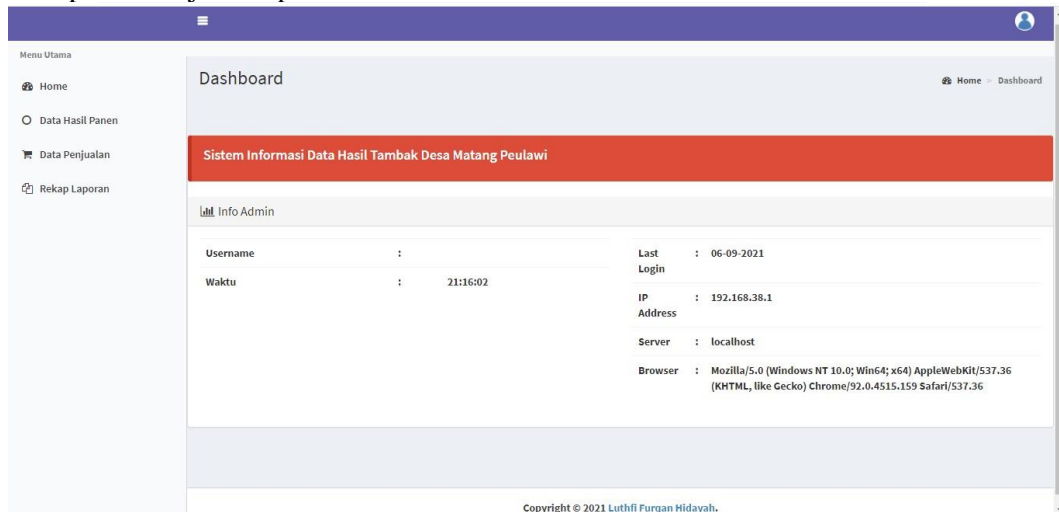 Menu Utama
Home
Data Hasil Panen
Data Penjualan
Rekap Laporan
Dashboard
Home > Dashboard
Sistem Informasi Data Hasil Tambak Desa Matang Peulawi
Info Admin
Username :
Waktu : 21:16:02
Last Login : 06-09-2021
IP Address : 192.168.38.1
Server : localhost
Browser : Mozilla/5.0 (Windows NT 10.0; Win64; x64) AppleWebKit/537.36
(KHTML, like Gecko) Chrome/92.0.4515.159 Safari/537.36
Copyright © 2021 Luthfi Furqan Hidayah.